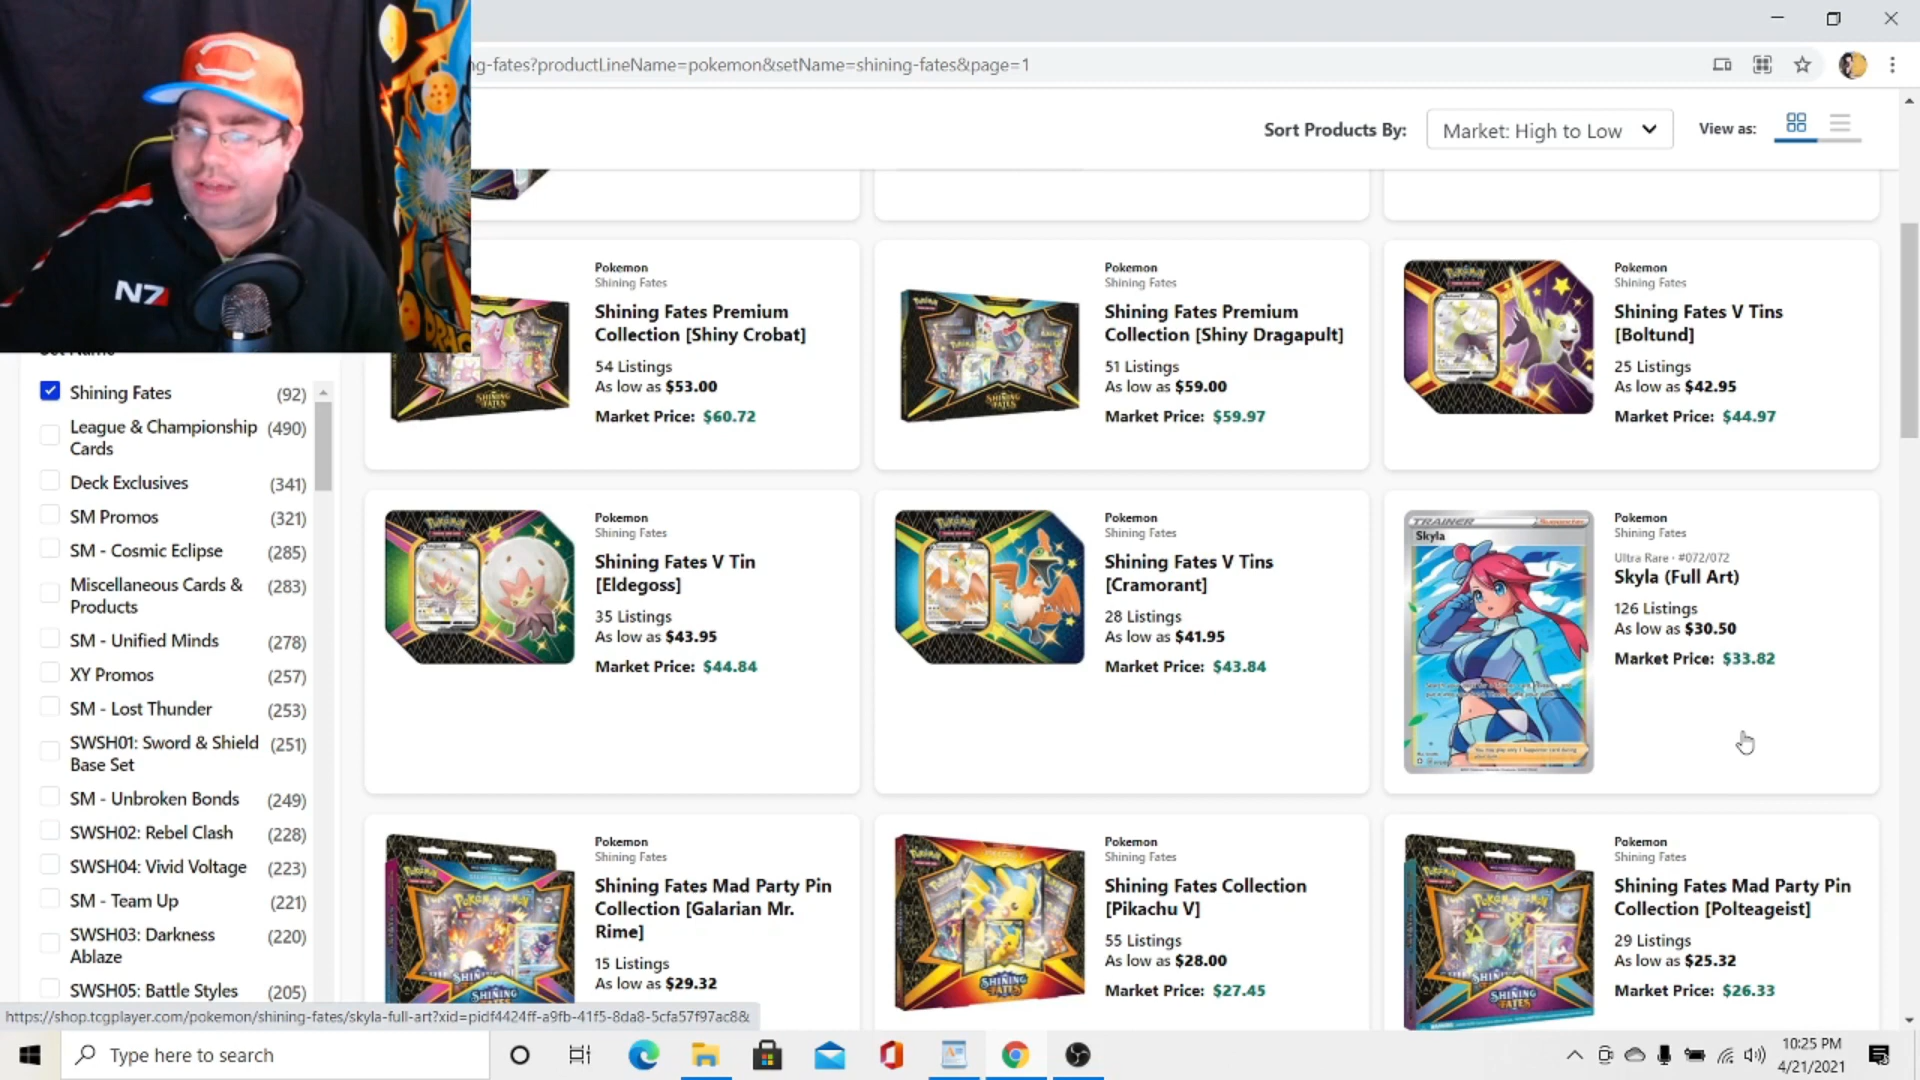 ng-fates?productLineName=pokemon&setName=shining-fates&page=1
Sort Products By:
Market: High to Low
View as:
N7
Shining Fates (92)
League & Championship Cards (490)
Deck Exclusives (341)
SM Promos (321)
SM - Cosmic Eclipse (285)
Miscellaneous Cards & Products (283)
SM - Unified Minds (278)
XY Promos (257)
SM - Lost Thunder (253)
SWSH01: Sword & Shield Base Set (251)
SM - Unbroken Bonds (249)
SWSH02: Rebel Clash (228)
SWSH04: Vivid Voltage (223)
SM - Team Up (221)
SWSH03: Darkness Ablaze (220)
SWSH05: Battle Styles (205)
Pokemon
Shining Fates
Shining Fates Premium
Collection [Shiny Crobat]
54 Listings
As low as $53.00
Market Price: $60.72
Pokemon
Shining Fates
Shining Fates Premium
Collection [Shiny Dragapult]
51 Listings
As low as $59.00
Market Price: $59.97
Pokemon
Shining Fates
Shining Fates V Tins
[Boltund]
25 Listings
As low as $42.95
Market Price: $44.97
Pokemon
Shining Fates
Shining Fates V Tin
[Eldegoss]
35 Listings
As low as $43.95
Market Price: $44.84
Pokemon
Shining Fates
Shining Fates V Tins
[Cramorant]
28 Listings
As low as $41.95
Market Price: $43.84
TRAINER
Skyla
Pokemon
Shining Fates
Ultra Rare · #072/072
Skyla (Full Art)
126 Listings
As low as $30.50
Market Price: $33.82
Pokemon
Shining Fates
Shining Fates Mad Party Pin
Collection [Galarian Mr.
Rime]
15 Listings
As low as $29.32
Pokemon
Shining Fates
Shining Fates Collection
[Pikachu V]
55 Listings
As low as $28.00
Market Price: $27.45
Pokemon
Shining Fates
Shining Fates Mad Party Pin
Collection [Polteageist]
29 Listings
As low as $25.32
Market Price: $26.33
https://shop.tcgplayer.com/pokemon/shining-fates/skyla-full-art?xid=pidf4424ff-a9fb-41f5-8da8-5cfa57f97ac8&
Type here to search
10:25 PM
4/21/2021